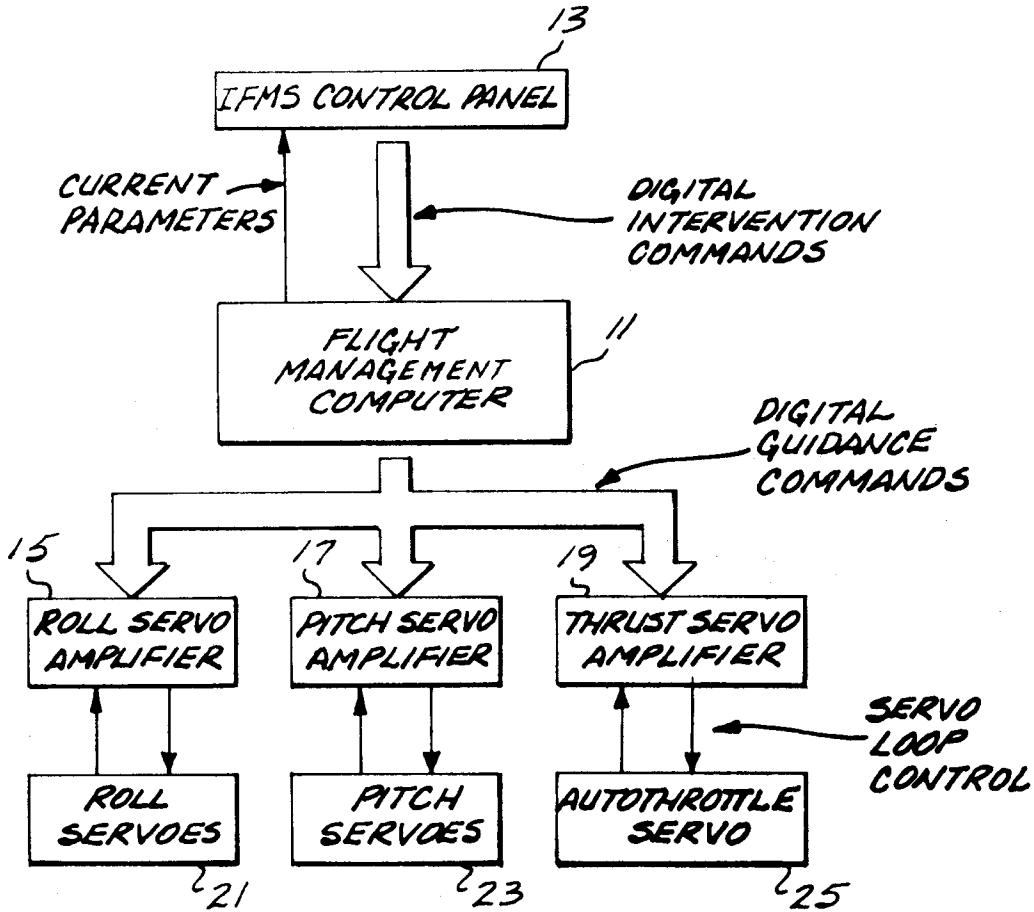 13
IFMS CONTROL PANEL
CURRENT
PARAMETERS
DIGITAL
INTERVENTION
COMMANDS
11
FLIGHT
MANAGEMENT
COMPUTER
DIGITAL
GUIDANCE
COMMANDS
15
ROLL SERVO
AMPLIFIER
17
PITCH SERVO
AMPLIFIER
19
THRUST SERVO
AMPLIFIER
SERVO
LOOP
CONTROL
ROLL
SERVOES
21
PITCH
SERVOES
23
AUTOTHROTTLE
SERVO
25